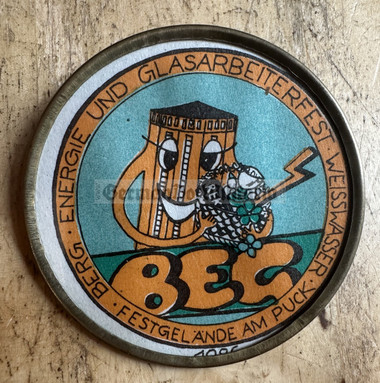 BERG · ENERGIE UND GLASARBEITERFEST · WEISSWASSER ·
BEG
· FESTGELÄNDE AM PUCK ·